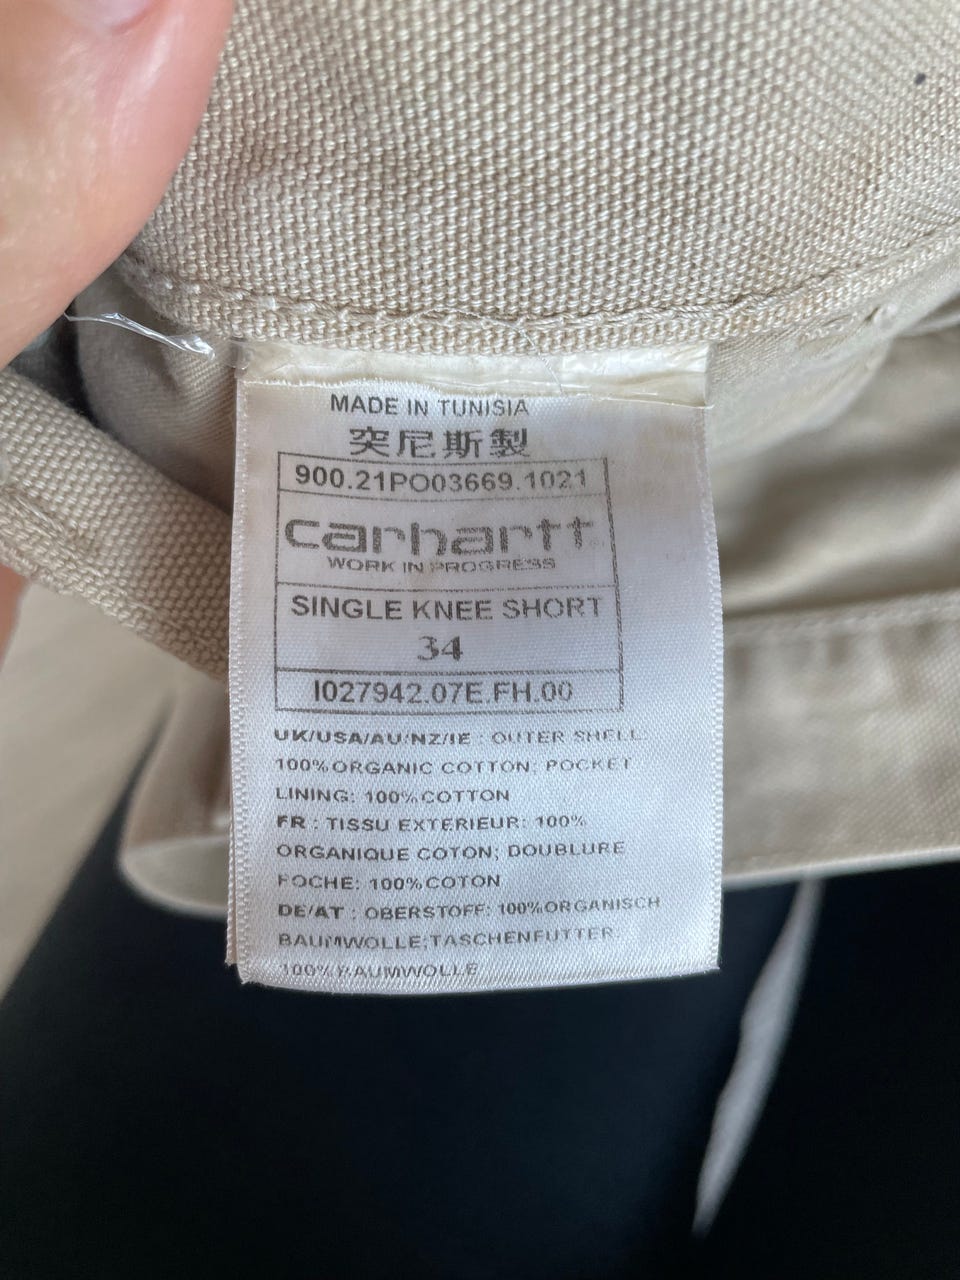 MADE IN TUNISIA
突尼斯製
900.21PO03669.1021
carhartt
WORK IN PROGRESS
SINGLE KNEE SHORT
34
I027942.07E.FH.00
UK/USA/AU/NZ/IE : OUTER SHELL
100%ORGANIC COTTON; POCKET
LINING: 100%COTTON
FR : TISSU EXTERIEUR: 100%
ORGANIQUE COTON; DOUBLURE
POCHE: 100%COTON
DE/AT : OBERSTOFF: 100%ORGANISCH
BAUMWOLLE;TASCHENFUTTER:
100%BAUMWOLLE